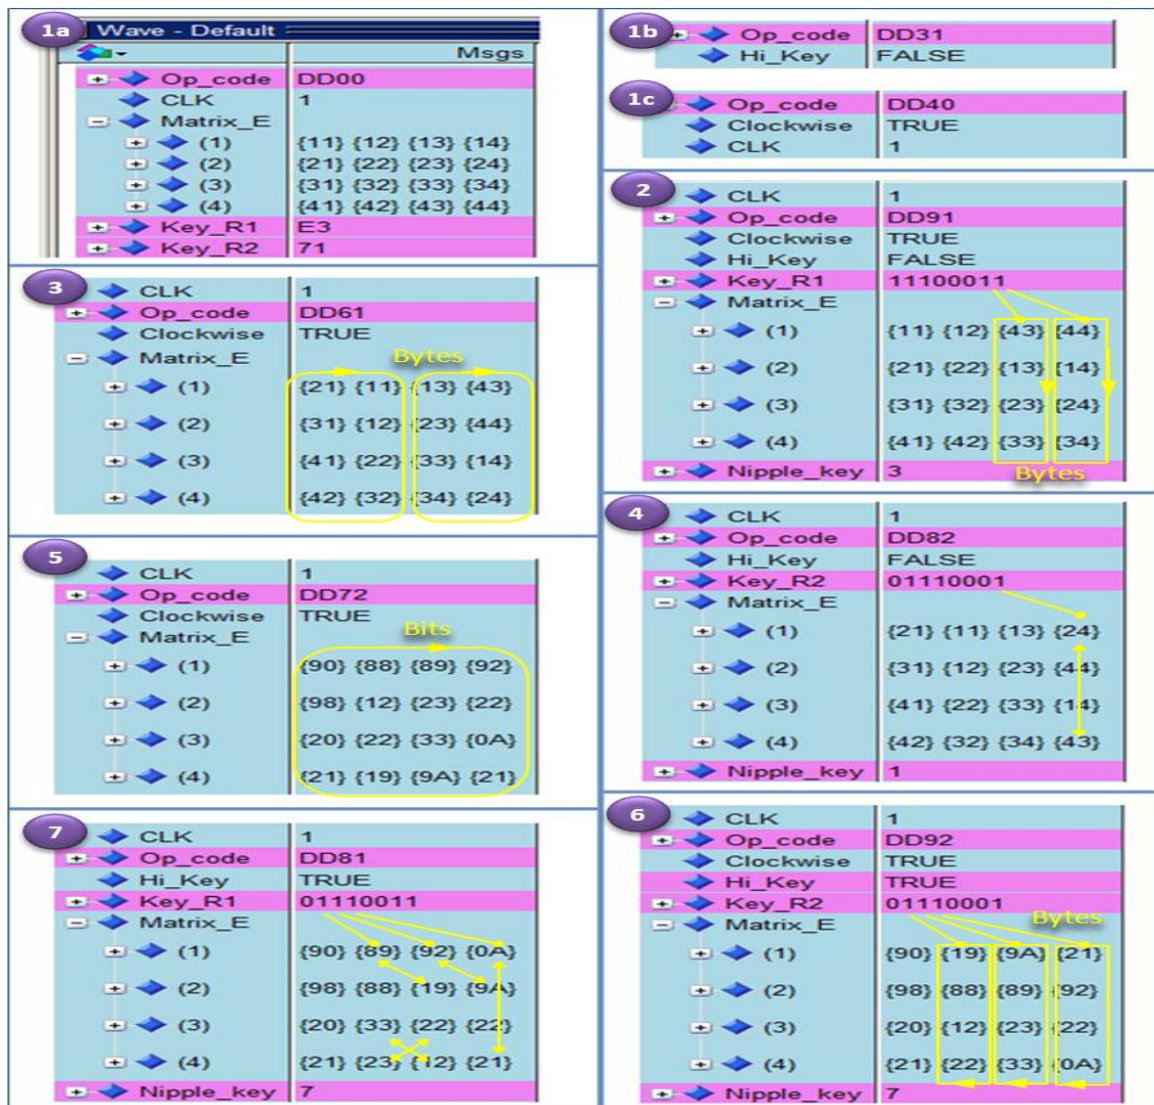 1a
Wave - Default
Msgs
Op_code DD00
CLK 1
Matrix_E
(1) {11} {12} {13} {14}
(2) {21} {22} {23} {24}
(3) {31} {32} {33} {34}
(4) {41} {42} {43} {44}
Key_R1 E3
Key_R2 71
1b
Op_code DD31
Hi_Key FALSE
1c
Op_code DD40
Clockwise TRUE
CLK 1
2
CLK 1
Op_code DD91
Clockwise TRUE
Hi_Key FALSE
Key_R1 11100011
Matrix_E
(1) {11} {12} {43} {44}
(2) {21} {22} {13} {14}
(3) {31} {32} {23} {24}
(4) {41} {42} {33} {34}
Bytes
Nipple_key 3
3
CLK 1
Op_code DD61
Clockwise TRUE
Matrix_E
Bytes
(1) {21} {11} {13} {43}
(2) {31} {12} {23} {44}
(3) {41} {22} {33} {14}
(4) {42} {32} {34} {24}
4
CLK 1
Op_code DD82
Hi_Key FALSE
Key_R2 01110001
Matrix_E
(1) {21} {11} {13} {24}
(2) {31} {12} {23} {44}
(3) {41} {22} {33} {14}
(4) {42} {32} {34} {43}
Nipple_key 1
5
CLK 1
Op_code DD72
Clockwise TRUE
Matrix_E
Bits
(1) {90} {88} {89} {92}
(2) {98} {12} {23} {22}
(3) {20} {22} {33} {0A}
(4) {21} {19} {9A} {21}
6
CLK 1
Op_code DD92
Clockwise TRUE
Hi_Key TRUE
Key_R2 01110001
Matrix_E
Bytes
(1) {90} {19} {9A} {21}
(2) {98} {88} {89} {92}
(3) {20} {12} {23} {22}
(4) {21} {22} {33} {0A}
Nipple_key 7
7
CLK 1
Op_code DD81
Hi_Key TRUE
Key_R1 01110011
Matrix_E
(1) {90} {89} {92} {0A}
(2) {98} {88} {19} {9A}
(3) {20} {33} {22} {22}
(4) {21} {23} {12} {21}
Nipple_key 7